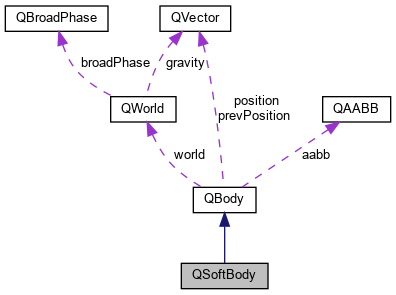 QBroadPhase
QVector
broadPhase
gravity
QWorld
position
prevPosition
QAABB
world
aabb
QBody
QSoftBody